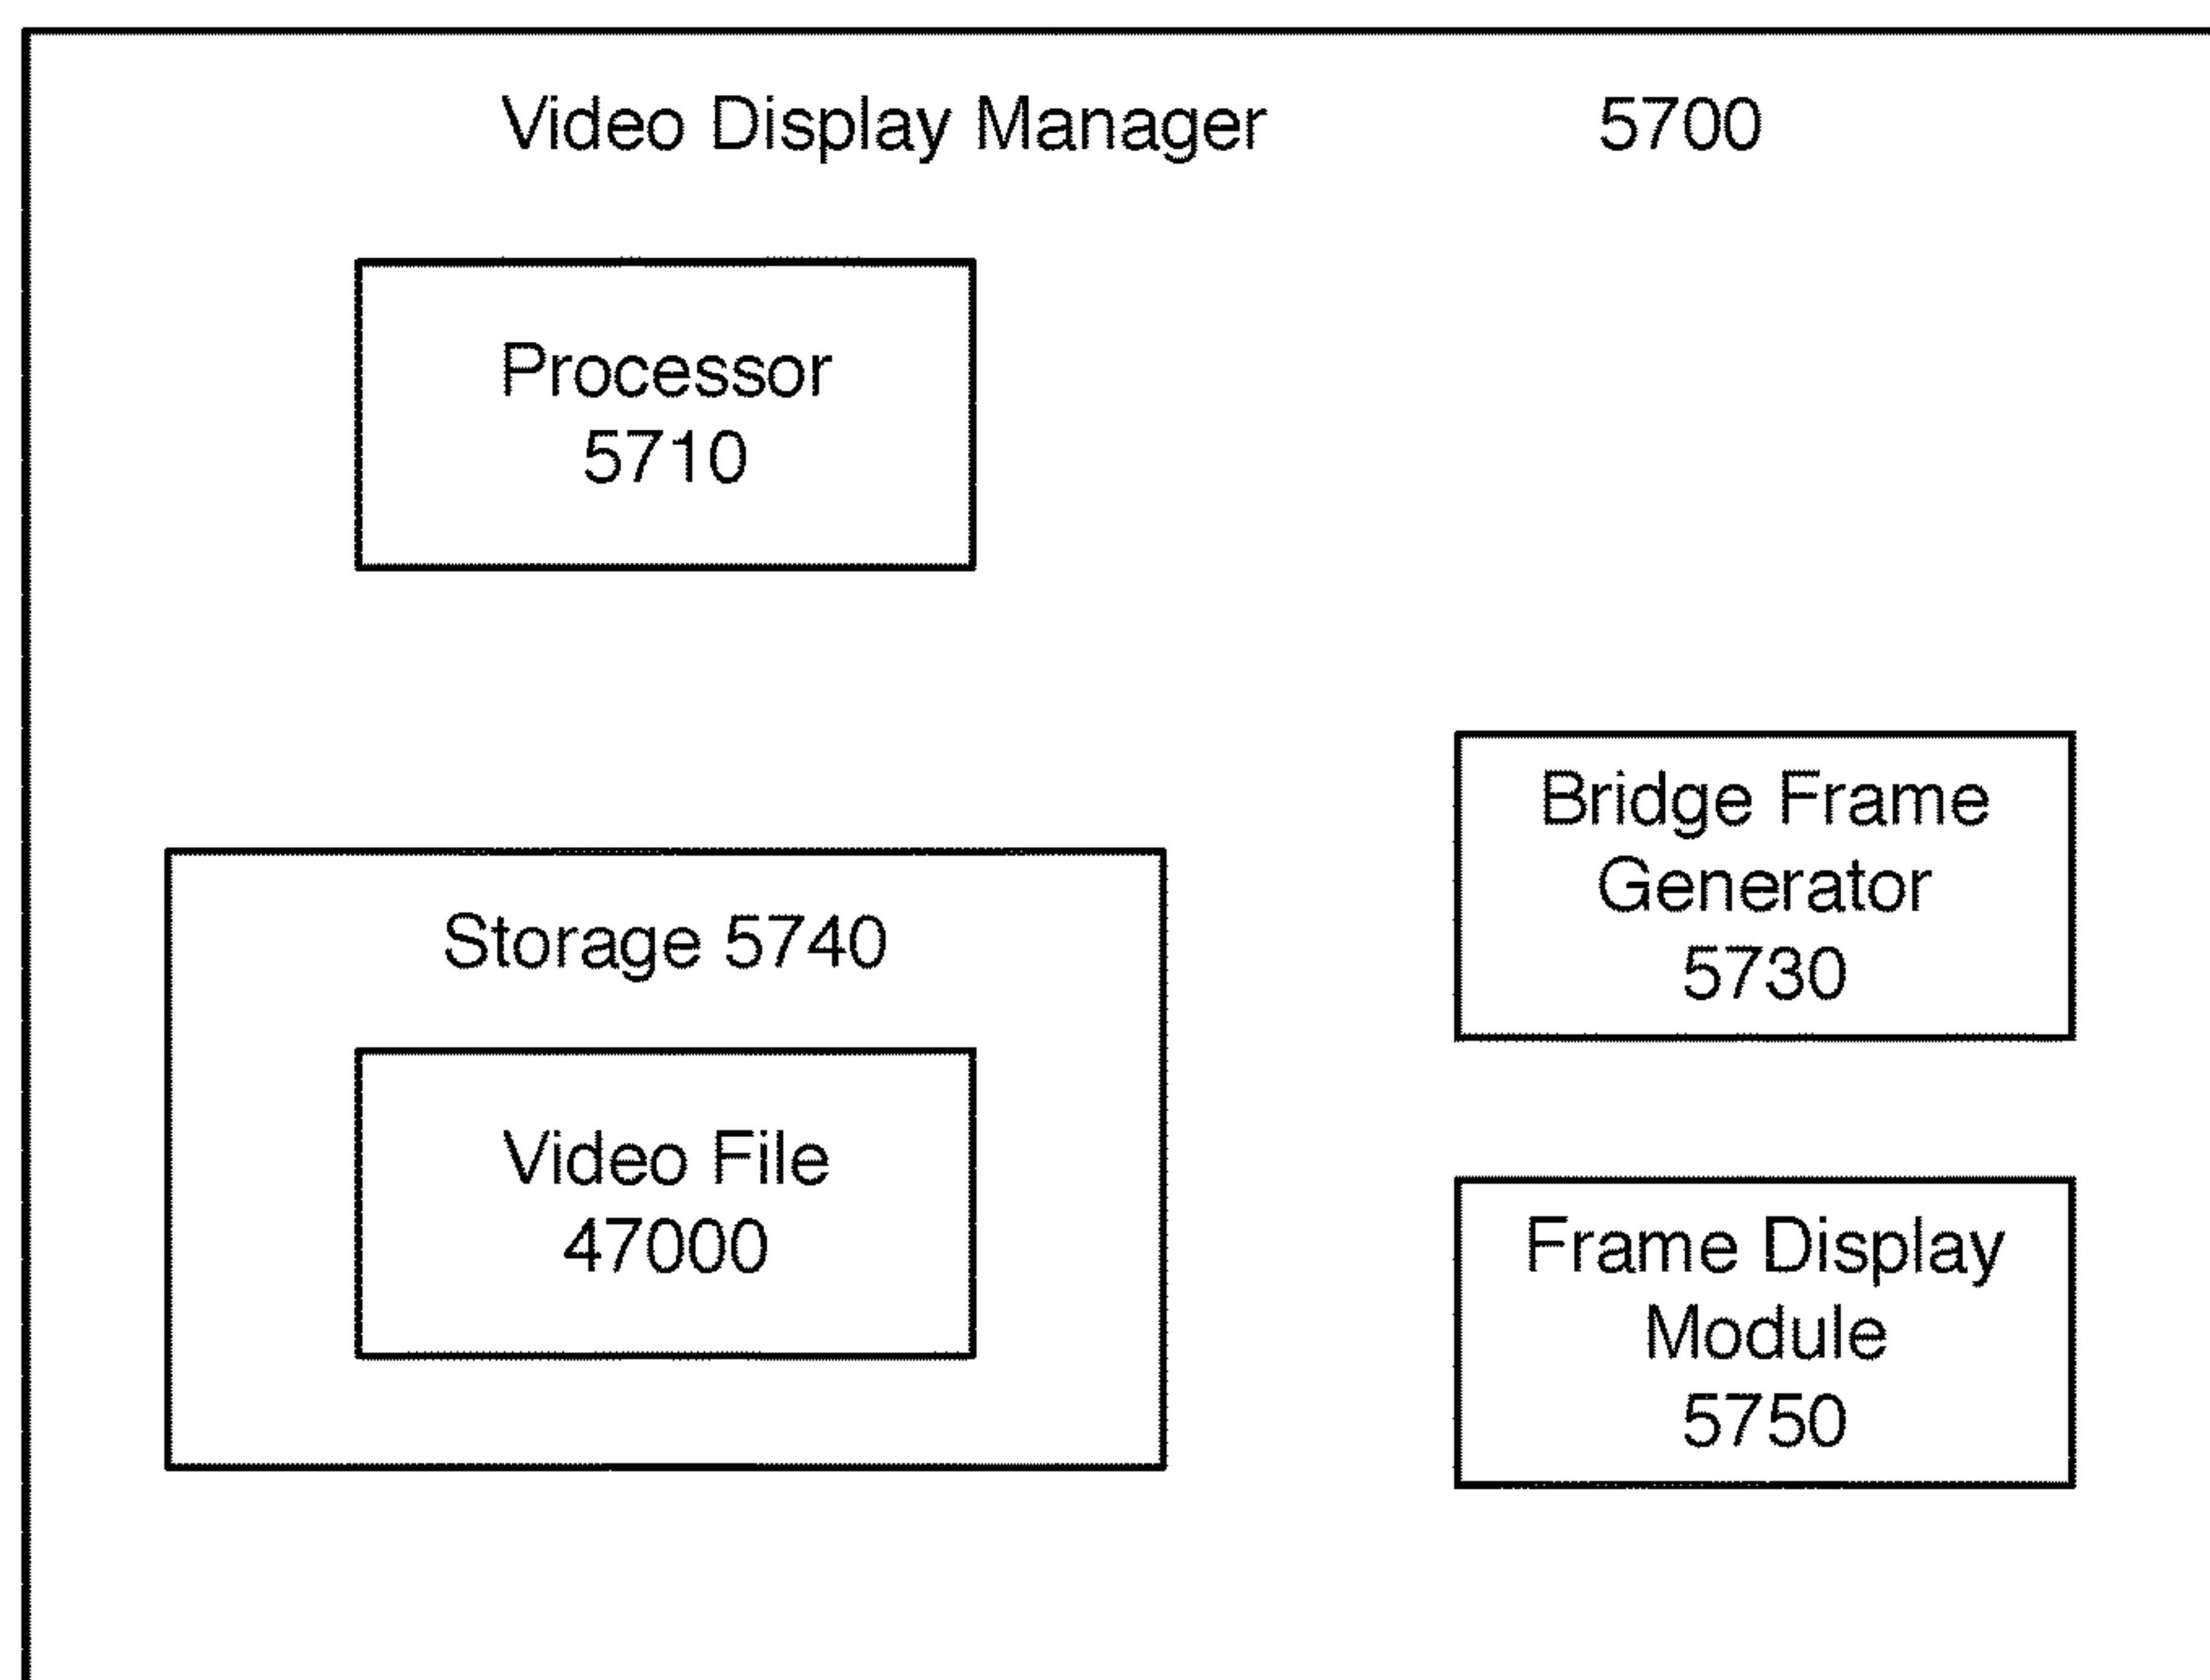 Video Display Manager 5700
Processor
5710
Storage 5740
Video File
47000
Bridge Frame
Generator
5730
Frame Display
Module
5750